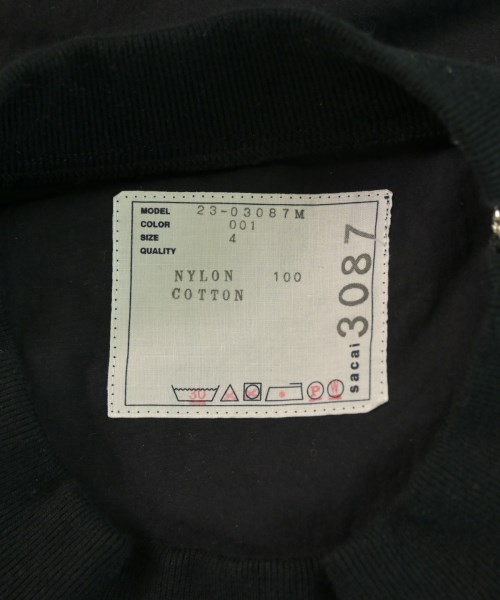 MODEL 23-03087M
COLOR 001
SIZE 4
QUALITY
NYLON 100
COTTON
30
P W
sacai 3087